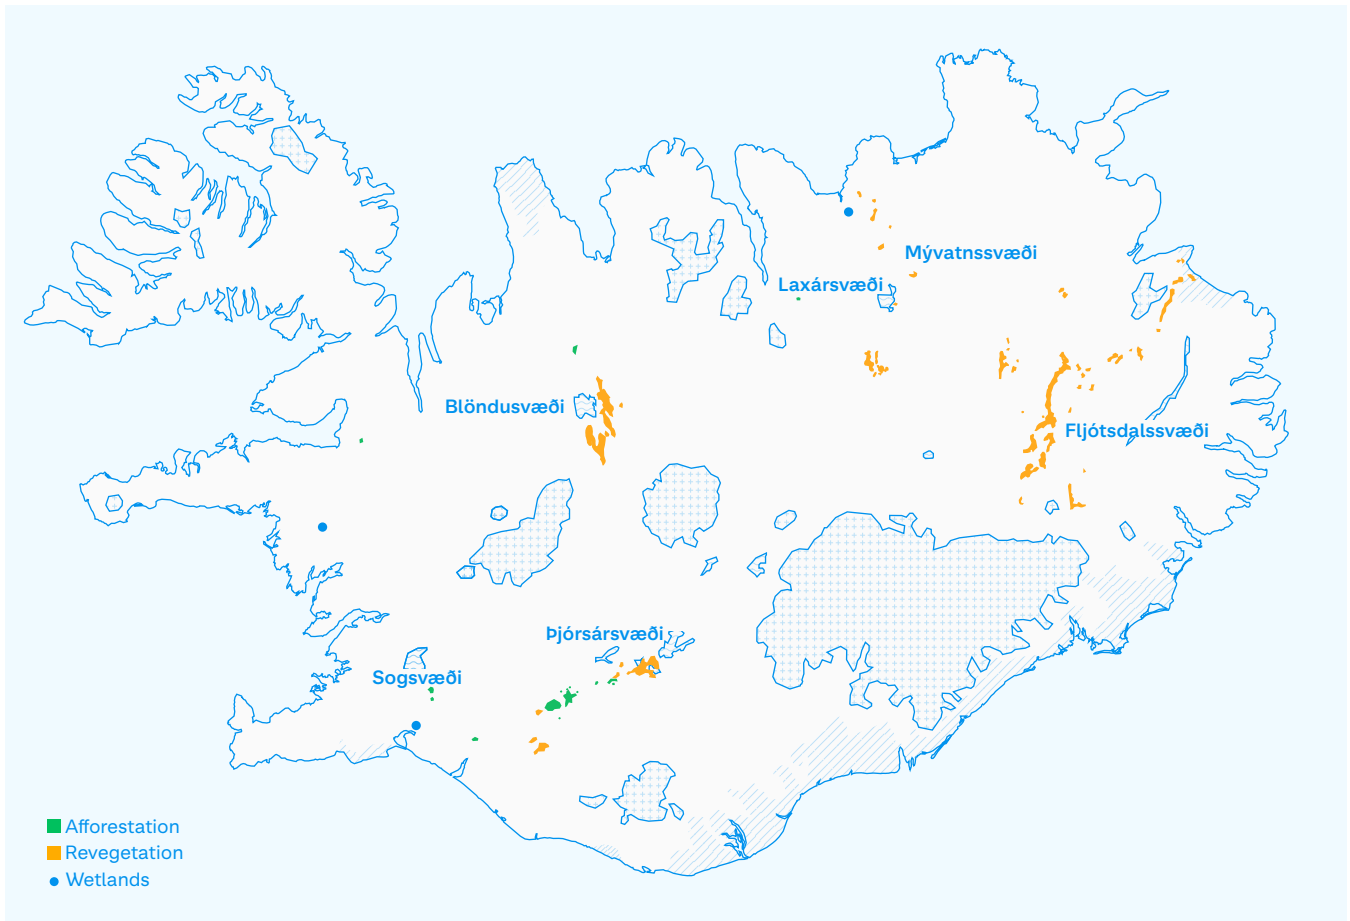 Mývatnssvæði
Laxársvæði
Blöndusvæði
Fljótsdalssvæði
Þjórsársvæði
Sogsvæði
Afforestation
Revegetation
Wetlands